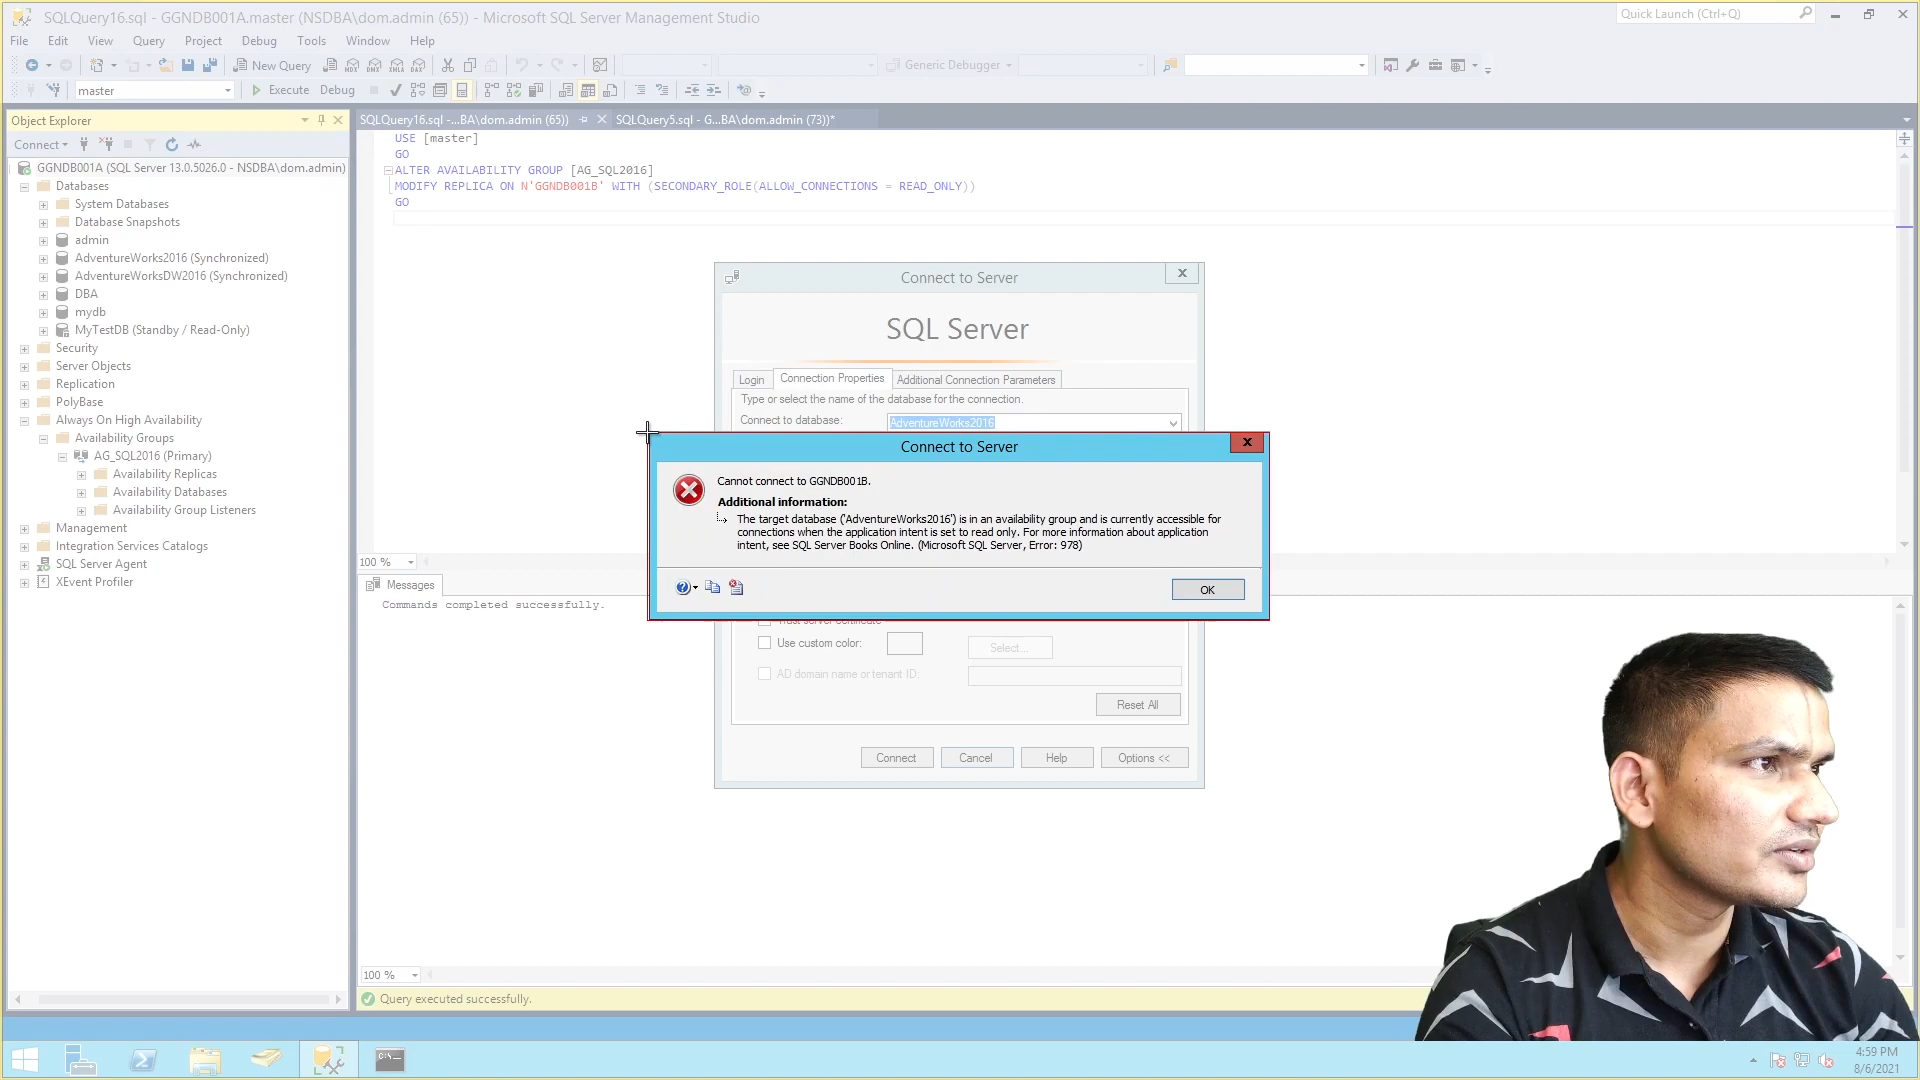 SQLQuery16.sql - GGNDB001A.master (NSDBA\dom.admin (65)) - Microsoft SQL Server Management Studio
Quick Launch (Ctrl+Q)
File Edit View Query Project Debug Tools Window Help
New Query
MDX DMX XMLA DAX
Generic Debugger
master
Execute Debug
Object Explorer
SQLQuery16.sql -...BA\dom.admin (65))
SQLQuery5.sql - G...BA\dom.admin (73))*
Connect
GGNDB001A (SQL Server 13.0.5026.0 - NSDBA\dom.admin)
Databases
System Databases
Database Snapshots
admin
AdventureWorks2016 (Synchronized)
AdventureWorksDW2016 (Synchronized)
DBA
mydb
MyTestDB (Standby / Read-Only)
Security
Server Objects
Replication
PolyBase
Always On High Availability
Availability Groups
AG_SQL2016 (Primary)
Availability Replicas
Availability Databases
Availability Group Listeners
Management
Integration Services Catalogs
SQL Server Agent
XEvent Profiler
USE [master]
GO
ALTER AVAILABILITY GROUP [AG_SQL2016]
MODIFY REPLICA ON N'GGNDB001B' WITH (SECONDARY_ROLE(ALLOW_CONNECTIONS = READ_ONLY))
GO
Connect to Server
SQL Server
Login
Connection Properties
Additional Connection Parameters
Type or select the name of the database for the connection.
Connect to database:
AdventureWorks2016
Connect to Server
Cannot connect to GGNDB001B.
Additional information:
The target database ('AdventureWorks2016') is in an availability group and is currently accessible for
connections when the application intent is set to read only. For more information about application
intent, see SQL Server Books Online. (Microsoft SQL Server, Error: 978)
OK
Trust server certificate
Use custom color:
Select...
AD domain name or tenant ID:
Reset All
Connect
Cancel
Help
Options <<
100 %
Messages
Commands completed successfully.
100 %
Query executed successfully.
4:59 PM
8/6/2021